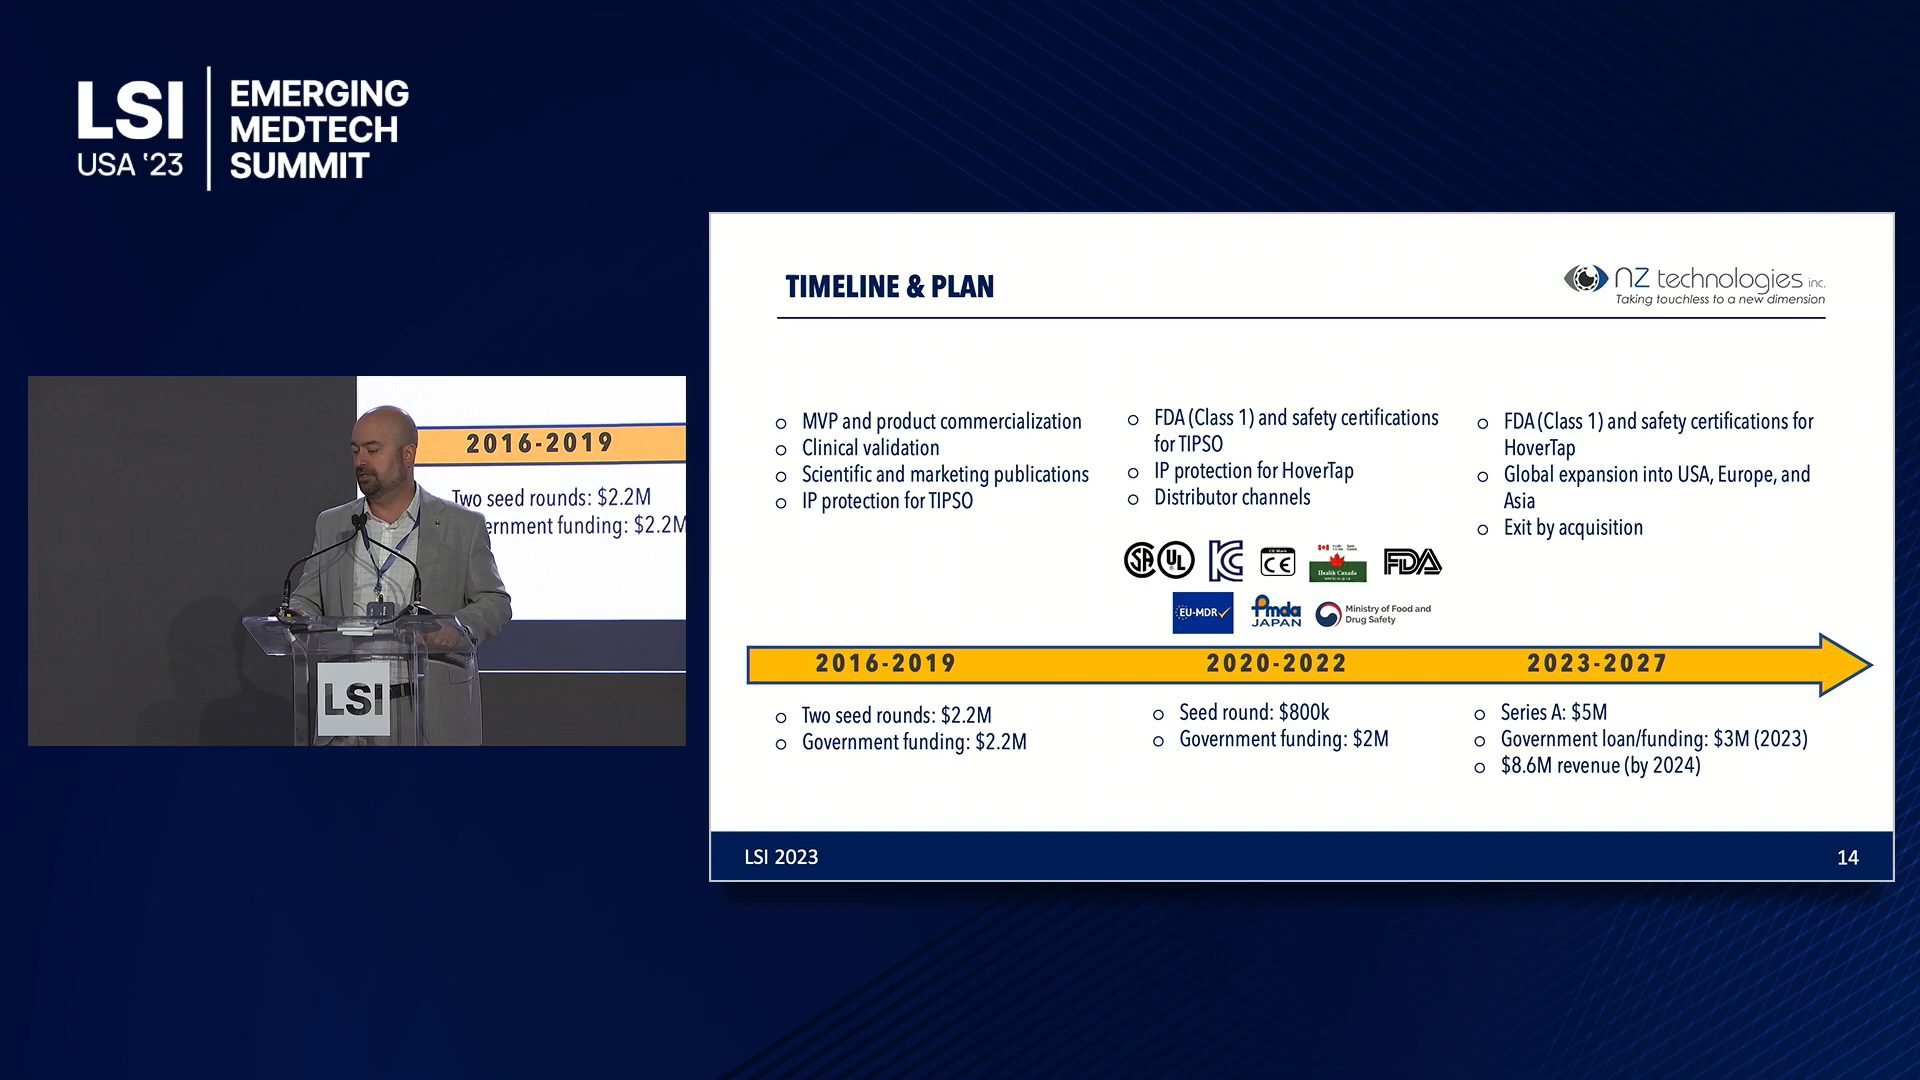 LSI
USA '23
EMERGING
MEDTECH
SUMMIT
2016-2019
Two seed rounds: $2.2M
ernment funding: $2.2M
LSI
TIMELINE & PLAN
nz technologies inc.
Taking touchless to a new dimension
MVP and product commercialization
Clinical validation
Scientific and marketing publications
IP protection for TIPSO
FDA (Class 1) and safety certifications
for TIPSO
IP protection for HoverTap
Distributor channels
FDA (Class 1) and safety certifications for
HoverTap
Global expansion into USA, Europe, and
Asia
Exit by acquisition
SA UL KC CE Health Canada FDA
EU-MDR
Pmda
JAPAN
Ministry of Food and
Drug Safety
2016-2019
2020-2022
2023-2027
Two seed rounds: $2.2M
Government funding: $2.2M
Seed round: $800k
Government funding: $2M
Series A: $5M
Government loan/funding: $3M (2023)
$8.6M revenue (by 2024)
LSI 2023
14